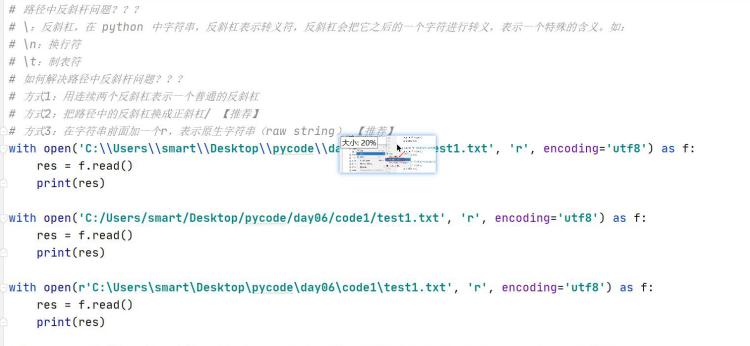 # 路径中反斜杆问题？？？
# \：反斜杠，在 python 中字符串，反斜杠表示转义符，反斜杠会把它之后的一个字符进行转义，表示一个特殊的含义。如：
# \n：换行符
# \t：制表符
# 如何解决路径中反斜杆问题？？？
# 方式1：用连续两个反斜杠表示一个普通的反斜杠
# 方式2：把路径中的反斜杠换成正斜杠/ 【推荐】
# 方式3：在字符串前面加一个r，表示原生字符串（raw string） 【推荐】
大小: 20%
with open('C:\\Users\\smart\\Desktop\\pycode\\ test1.txt', 'r', encoding='utf8') as f:
res = f.read()
print(res)
with open('C:/Users/smart/Desktop/pycode/day06/code1/test1.txt', 'r', encoding='utf8') as f:
res = f.read()
print(res)
with open(r'C:\Users\smart\Desktop\pycode\day06\code1\test1.txt', 'r', encoding='utf8') as f:
res = f.read()
print(res)